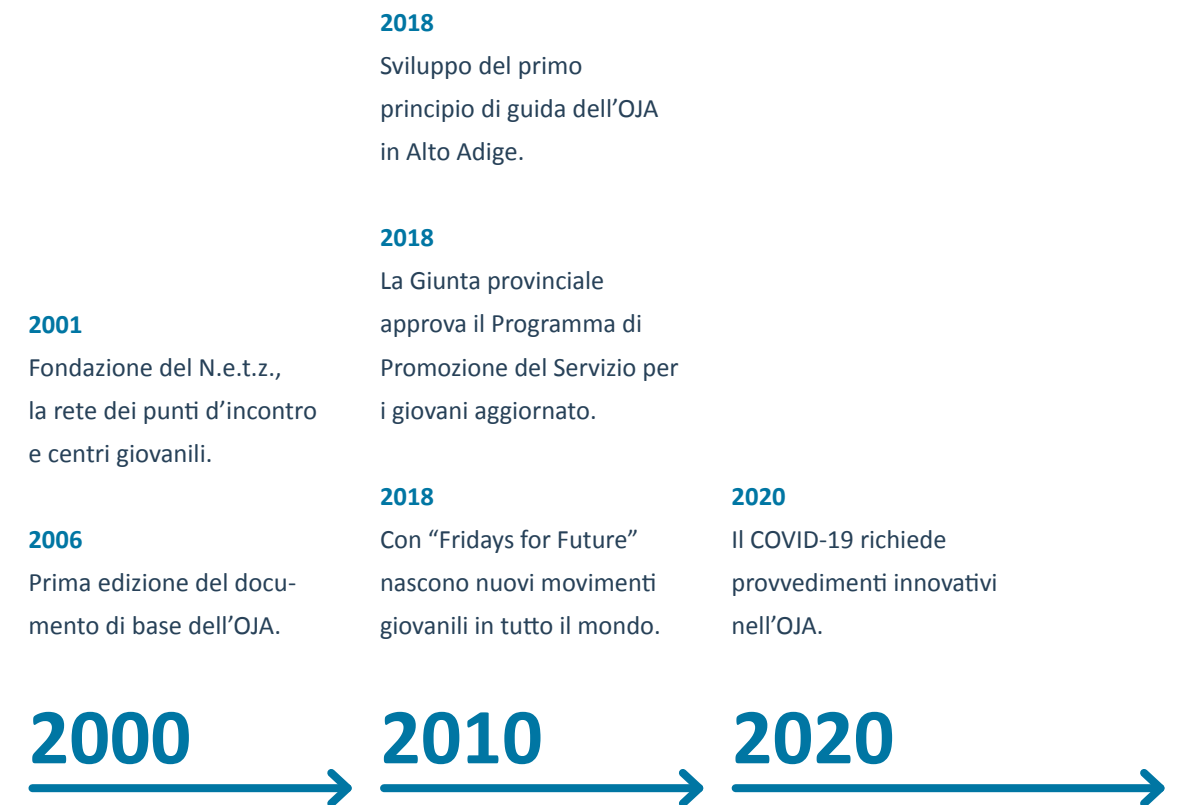 2001
Fondazione del N.e.t.z.,
la rete dei punti d’incontro
e centri giovanili.
2006
Prima edizione del docu-
mento di base dell’OJA.
2000
2018
Sviluppo del primo
principio di guida dell’OJA
in Alto Adige.
2018
La Giunta provinciale
approva il Programma di
Promozione del Servizio per
i giovani aggiornato.
2018
Con “Fridays for Future”
nascono nuovi movimenti
giovanili in tutto il mondo.
2010
2020
Il COVID-19 richiede
provvedimenti innovativi
nell’OJA.
2020